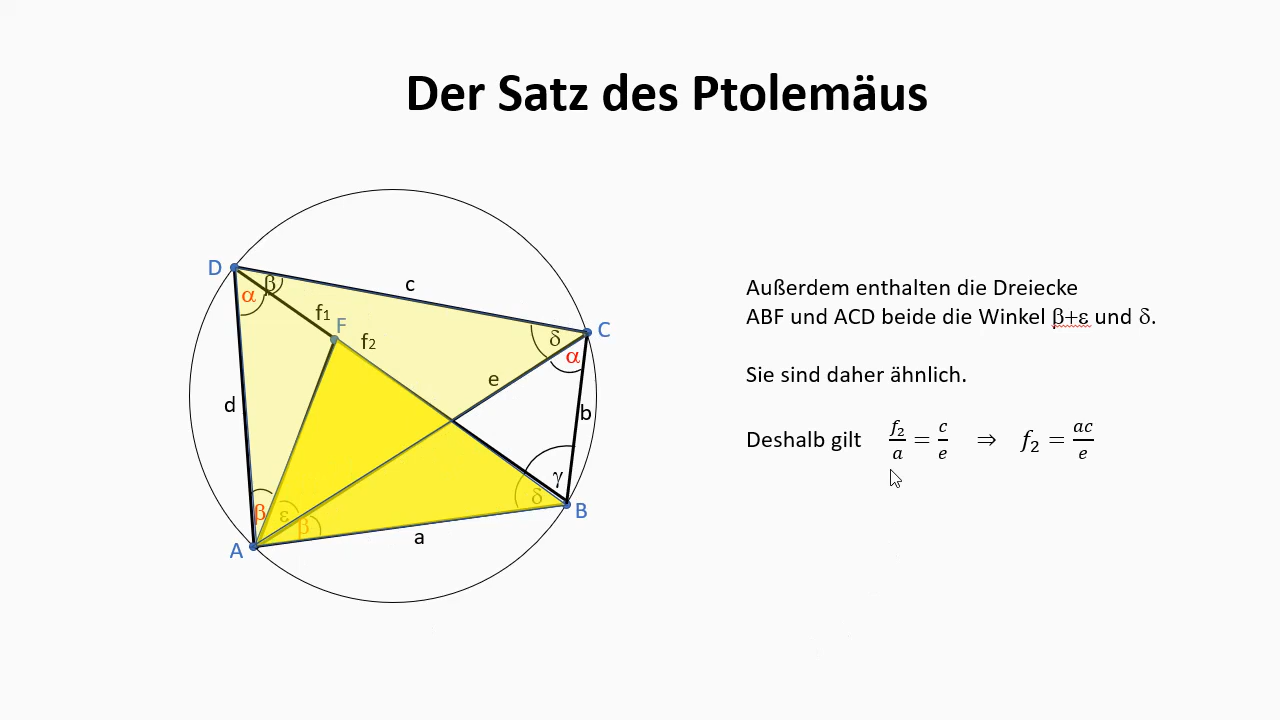 Der Satz des Ptolemäus
D
β
α
c
f1
F
f2
δ
C
α
e
d
b
γ
β
ε
β
δ
B
A
a
Außerdem enthalten die Dreiecke
ABF und ACD beide die Winkel β+ε und δ.
Sie sind daher ähnlich.
Deshalb gilt f₂/a = c/e ⇒ f₂ = ac/e